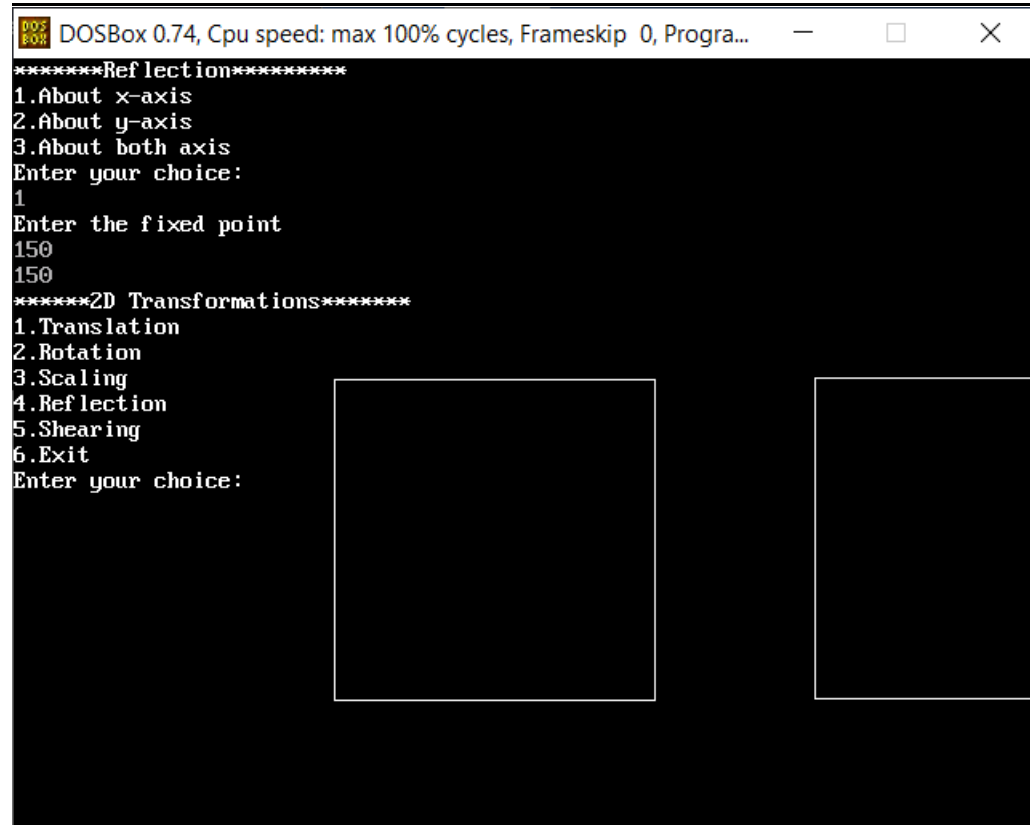 DOS
BOX
DOSBox 0.74, Cpu speed: max 100% cycles, Frameskip 0, Progra...
*******Reflection*********
1.About x-axis
2.About y-axis
3.About both axis
Enter your choice:
1
Enter the fixed point
150
150
******2D Transformations*******
1.Translation
2.Rotation
3.Scaling
4.Reflection
5.Shearing
6.Exit
Enter your choice: